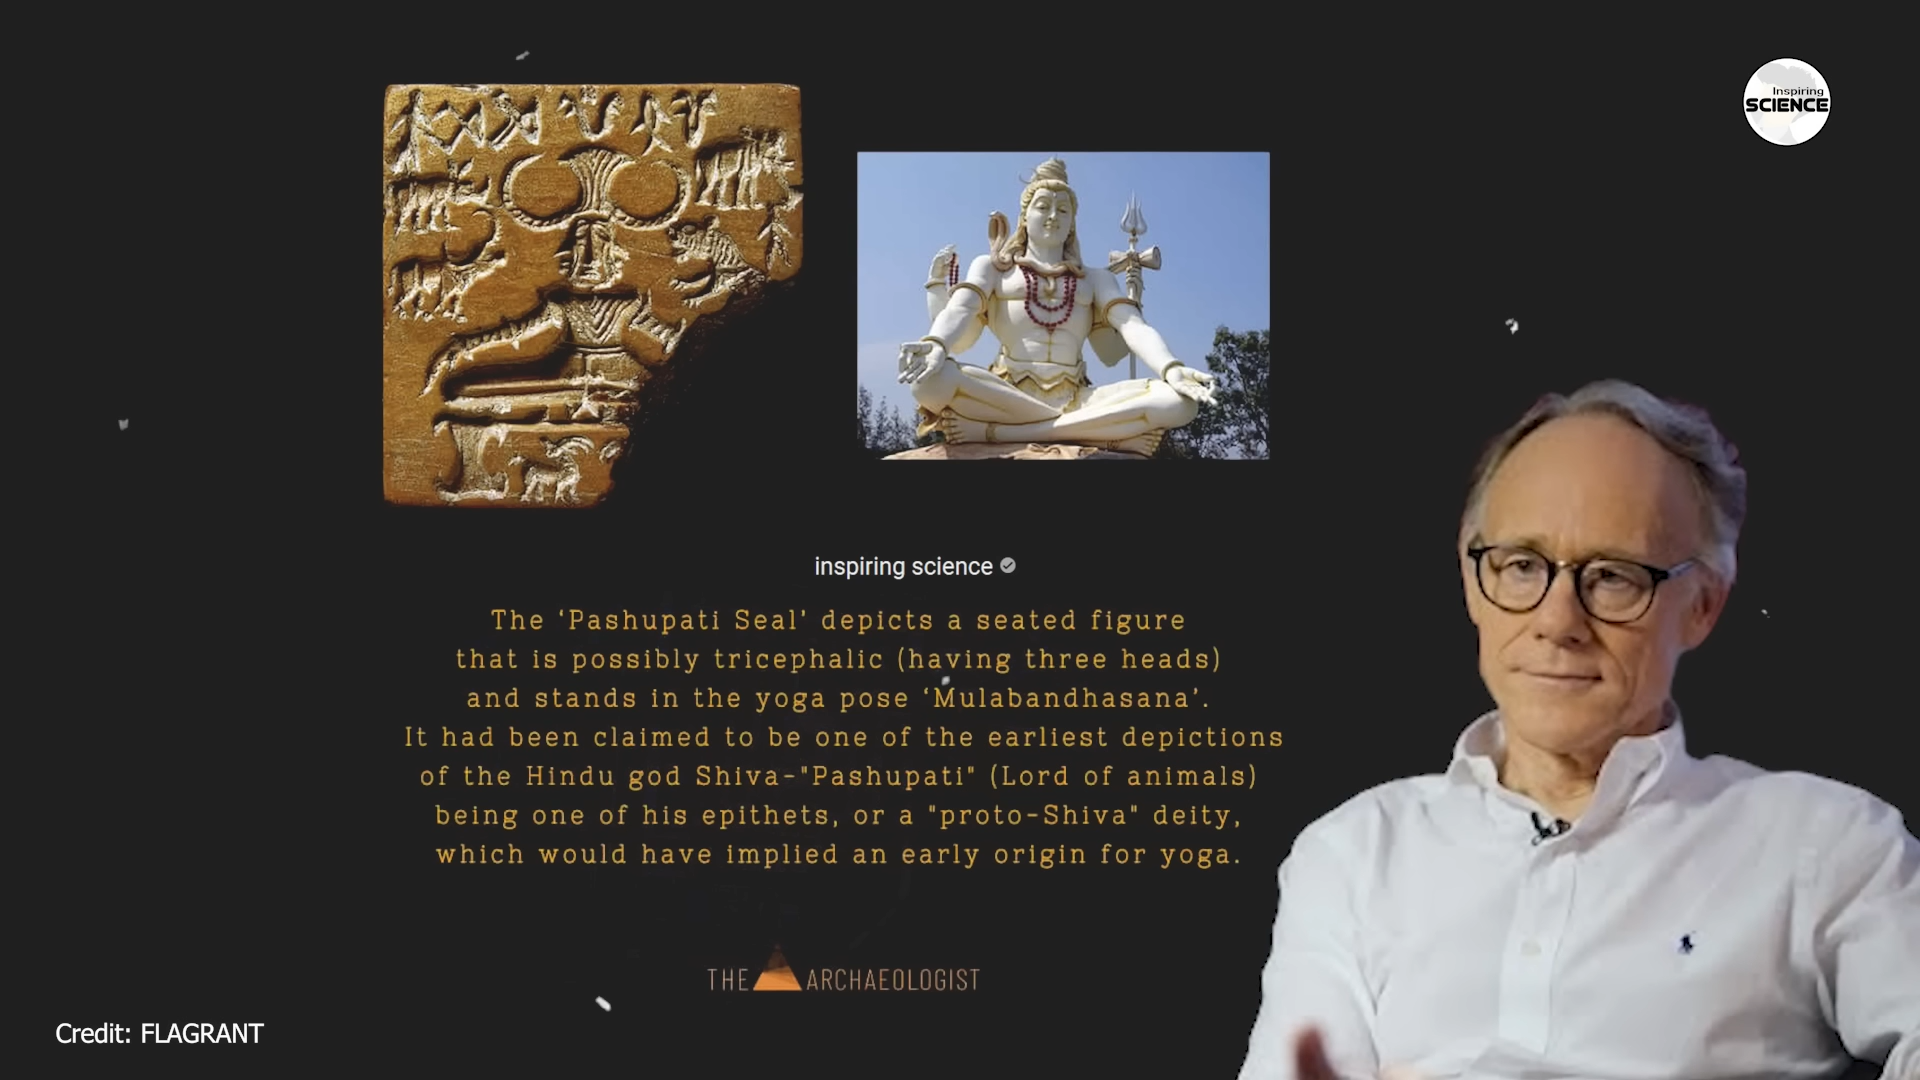 Inspiring
SCIENCE
inspiring science
The ‘Pashupati Seal’ depicts a seated figure
that is possibly tricephalic (having three heads)
and stands in the yoga pose ‘Mulabandhasana’.
It had been claimed to be one of the earliest depictions
of the Hindu god Shiva-"Pashupati" (Lord of animals)
being one of his epithets, or a "proto-Shiva" deity,
which would have implied an early origin for yoga.
THE ARCHAEOLOGIST
Credit: FLAGRANT